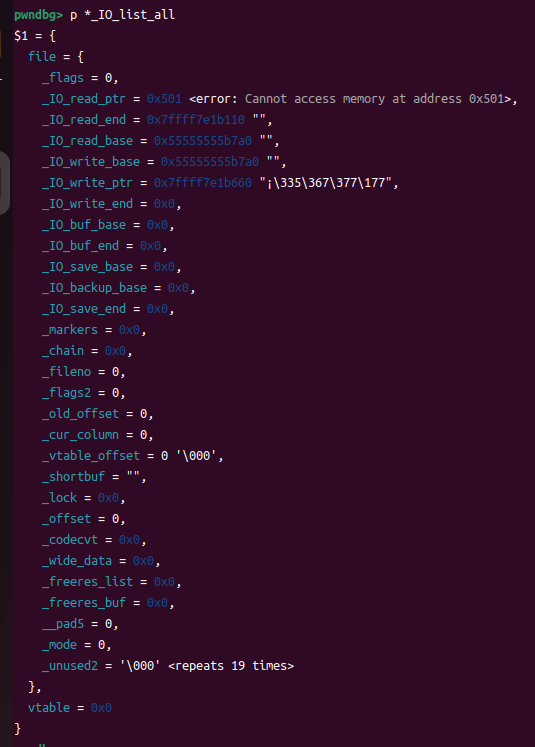 pwndbg> p *_IO_list_all
$1 = {
  file = {
    _flags = 0,
    _IO_read_ptr = 0x501 <error: Cannot access memory at address 0x501>,
    _IO_read_end = 0x7ffff7e1b110 "",
    _IO_read_base = 0x55555555b7a0 "",
    _IO_write_base = 0x55555555b7a0 "",
    _IO_write_ptr = 0x7ffff7e1b660 "¡\335\367\377\177",
    _IO_write_end = 0x0,
    _IO_buf_base = 0x0,
    _IO_buf_end = 0x0,
    _IO_save_base = 0x0,
    _IO_backup_base = 0x0,
    _IO_save_end = 0x0,
    _markers = 0x0,
    _chain = 0x0,
    _fileno = 0,
    _flags2 = 0,
    _old_offset = 0,
    _cur_column = 0,
    _vtable_offset = 0 '\000',
    _shortbuf = "",
    _lock = 0x0,
    _offset = 0,
    _codecvt = 0x0,
    _wide_data = 0x0,
    _freeres_list = 0x0,
    _freeres_buf = 0x0,
    __pad5 = 0,
    _mode = 0,
    _unused2 = '\000' <repeats 19 times>
  },
  vtable = 0x0
}